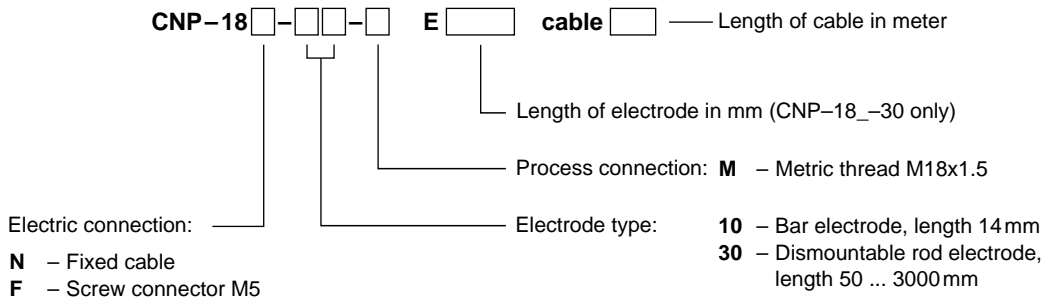 CNP–18 – – E cable Length of cable in meter
Length of electrode in mm (CNP–18_–30 only)
Process connection: M – Metric thread M18x1.5
Electric connection:
N – Fixed cable
F – Screw connector M5
Electrode type: 10 – Bar electrode, length 14 mm
30 – Dismountable rod electrode,
length 50 ... 3000 mm